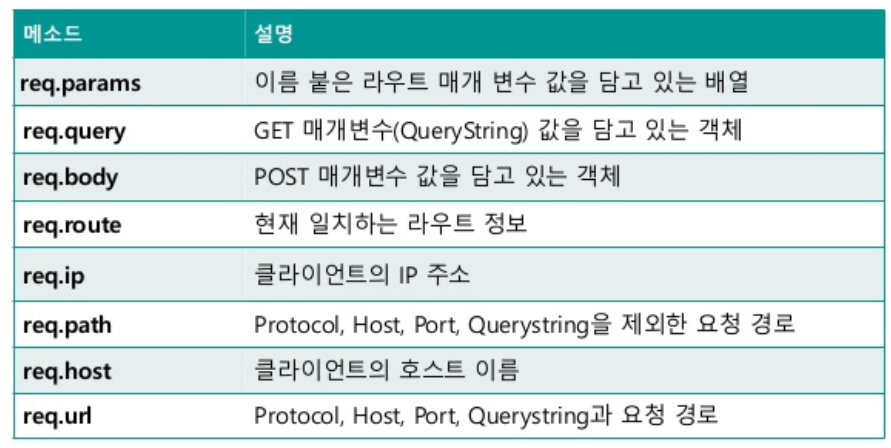 메소드 설명
req.params 이름 붙은 라우트 매개 변수 값을 담고 있는 배열
req.query GET 매개변수(QueryString) 값을 담고 있는 객체
req.body POST 매개변수 값을 담고 있는 객체
req.route 현재 일치하는 라우트 정보
req.ip 클라이언트의 IP 주소
req.path Protocol, Host, Port, Querystring을 제외한 요청 경로
req.host 클라이언트의 호스트 이름
req.url Protocol, Host, Port, Querystring과 요청 경로